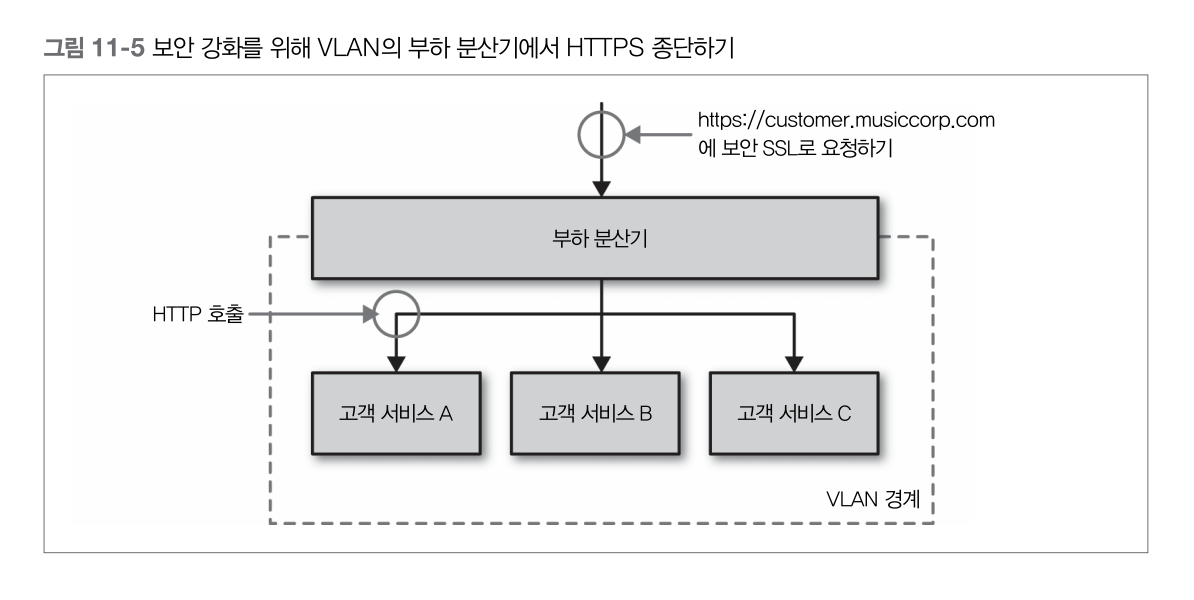 그림 11-5 보안 강화를 위해 VLAN의 부하 분산기에서 HTTPS 종단하기
https://customer.musiccorp.com
에 보안 SSL로 요청하기
부하 분산기
HTTP 호출
고객 서비스 A
고객 서비스 B
고객 서비스 C
VLAN 경계